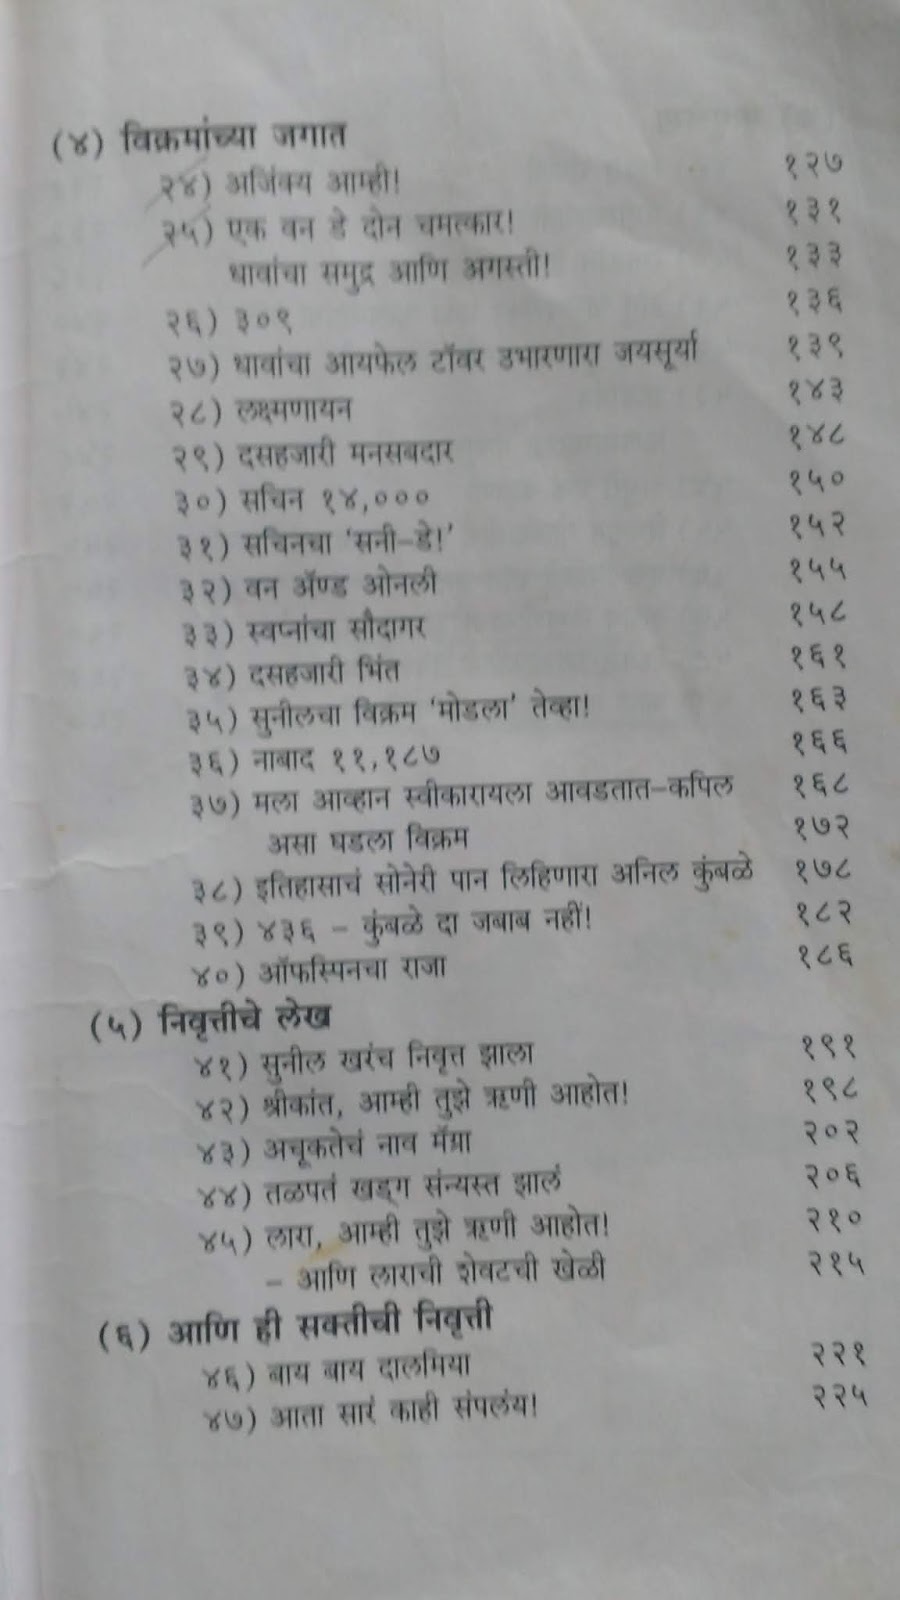 (४) विक्रमांच्या जगात
२४) अजिंक्य आम्ही! १२७
२५) एक वन डे दोन चमत्कार! १३१
धावांचा समुद्र आणि अगस्ती! १३३
२६) ३०९ १३६
२७) धावांचा आयफेल टॉवर उभारणारा जयसूर्या १३९
२८) लक्ष्मणायन १४३
२९) दसहजारी मनसबदार १४८
३०) सचिन १४,००० १५०
३१) सचिनचा ‘सनी-डे!’ १५२
३२) वन ॲण्ड ओनली १५५
३३) स्वप्नांचा सौदागर १५८
३४) दसहजारी भिंत १६१
३५) सुनीलचा विक्रम ‘मोडला’ तेव्हा! १६३
३६) नाबाद ११,१८७ १६६
३७) मला आव्हान स्वीकारायला आवडतात-कपिल १६८
असा घडला विक्रम १७२
३८) इतिहासाचं सोनेरी पान लिहिणारा अनिल कुंबळे १७८
३९) ४३६ - कुंबळे दा जबाब नहीं! १८२
४०) ऑफस्पिनचा राजा १८६
(५) निवृत्तीचे लेख
४१) सुनील खरंच निवृत्त झाला १९१
४२) श्रीकांत, आम्ही तुझे ऋणी आहोत! १९८
४३) अचूकतेचं नाव मॅग्रा २०२
४४) तळपतं खड्ग संन्यस्त झालं २०६
४५) लारा, आम्ही तुझे ऋणी आहोत! २१०
- आणि लाराची शेवटची खेळी २१५
(६) आणि ही सक्तीची निवृत्ती
४६) बाय बाय दालमिया २२१
४७) आता सारं काही संपलंय! २२५